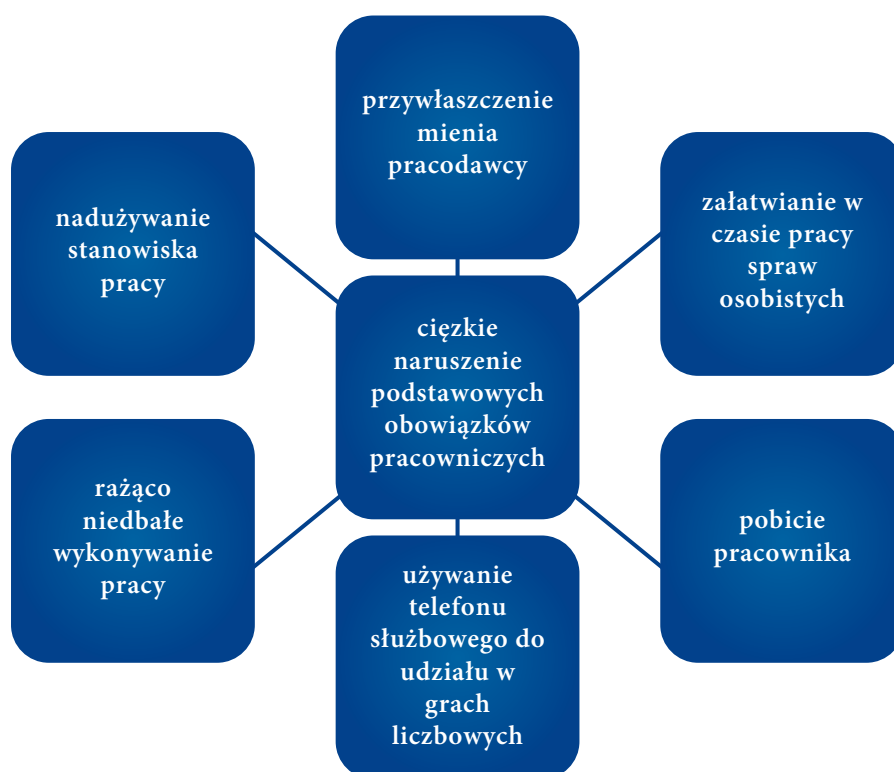 przywłaszczenie
mienia
pracodawcy
nadużywanie
stanowiska
pracy
załatwianie w
czasie pracy
spraw
osobistych
cięzkie
naruszenie
podstawowych
obowiązków
pracowniczych
rażąco
niedbałe
wykonywanie
pracy
pobicie
pracownika
używanie
telefonu
służbowego do
udziału w
grach
liczbowych